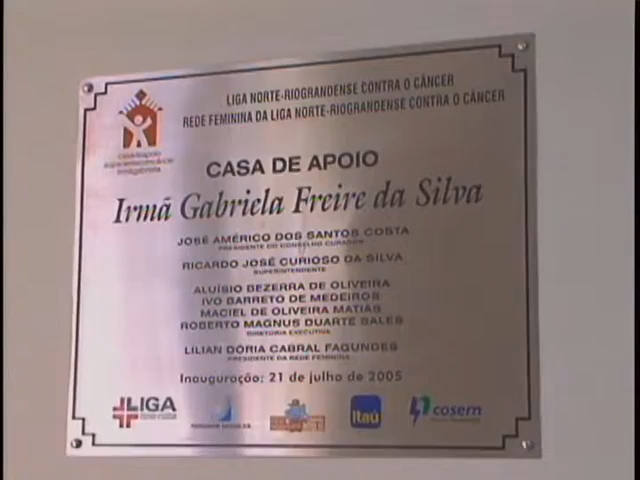 LIGA NORTE-RIOGRANDENSE CONTRA O CÂNCER
REDE FEMININA DA LIGA NORTE-RIOGRANDENSE CONTRA O CÂNCER
CASA DE APOIO
Irmã Gabriela Freire da Silva
JOSÉ AMÉRICO DOS SANTOS COSTA
PRESIDENTE DO CONSELHO CURADOR
RICARDO JOSÉ CURIOSO DA SILVA
SUPERINTENDENTE
ALUÍSIO BEZERRA DE OLIVEIRA
IVO BARRETO DE MEDEIROS
MACIEL DE OLIVEIRA MATIAS
ROBERTO MAGNUS DUARTE SALES
DIRETORIA EXECUTIVA
LILIAN DÓRIA CABRAL FAGUNDES
PRESIDENTE DA REDE FEMININA
Inauguração: 21 de julho de 2005
LIGA
Itaú
cosern